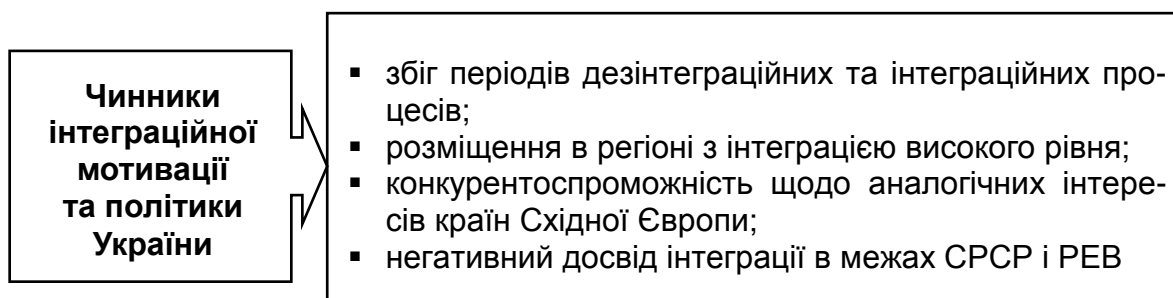 Чинники
інтеграційної
мотивації
та політики
України
▪ збіг періодів дезінтеграційних та інтеграційних про-
цесів;
▪ розміщення в регіоні з інтеграцією високого рівня;
▪ конкурентоспроможність щодо аналогічних інтере-
сів країн Східної Європи;
▪ негативний досвід інтеграції в межах СРСР і РЕВ